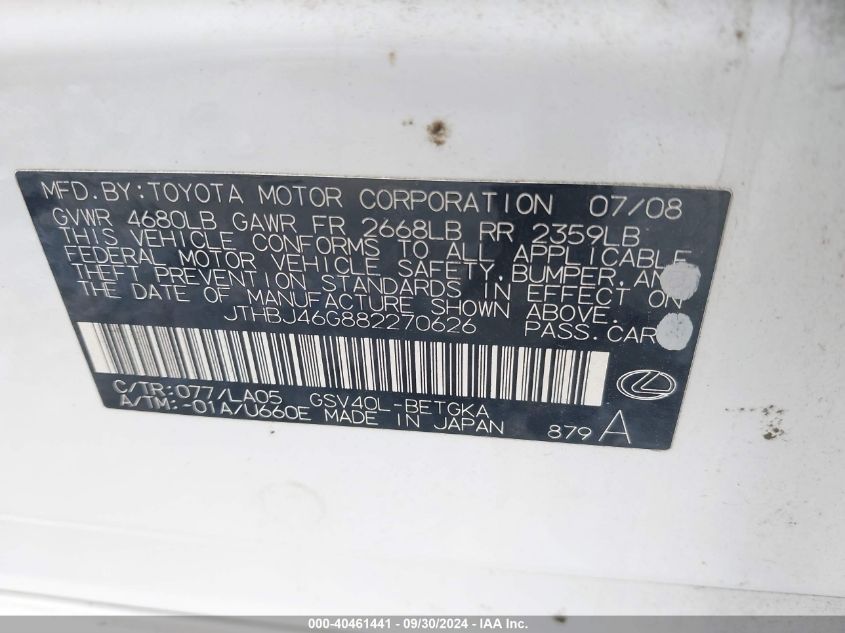 MFD. BY: TOYOTA MOTOR CORPORATION 07/08
GVWR 4680LB GAWR FR 2668LB RR 2359LB
THIS VEHICLE CONFORMS TO ALL APPLICABLE
FEDERAL MOTOR VEHICLE SAFETY, BUMPER, AND
THEFT PREVENTION STANDARDS IN EFFECT ON
THE DATE OF MANUFACTURE SHOWN ABOVE.
JTHBJ46G882270626 PASS. CAR
C/TR: 077/LA05 GSV40L-BETGKA
A/TM: -01A/U660E MADE IN JAPAN 879 A
000-40461441 - 09/30/2024 - IAA Inc.